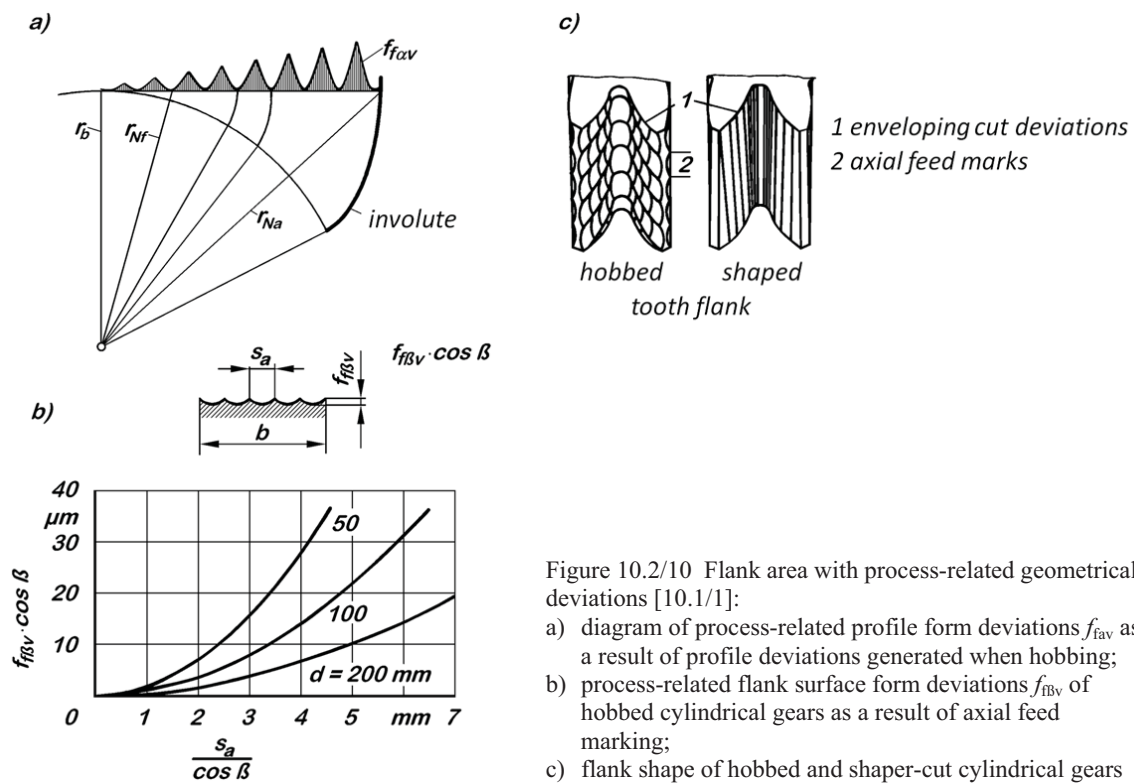 a)
f_fαv
r_b
r_Nf
r_Na
involute
c)
1
2
1 enveloping cut deviations
2 axial feed marks
hobbed shaped
tooth flank
s_a
f_fßv
f_fßv · cos ß
b
b)
40
µm
30
20
10
0 1 2 3 4 5 mm 7
f_fßv · cos ß
50
100
d = 200 mm
s_a
cos ß
Figure 10.2/10 Flank area with process-related geometrical
deviations [10.1/1]:
a) diagram of process-related profile form deviations f_fav as
a result of profile deviations generated when hobbing;
b) process-related flank surface form deviations f_fßv of
hobbed cylindrical gears as a result of axial feed
marking;
c) flank shape of hobbed and shaper-cut cylindrical gears